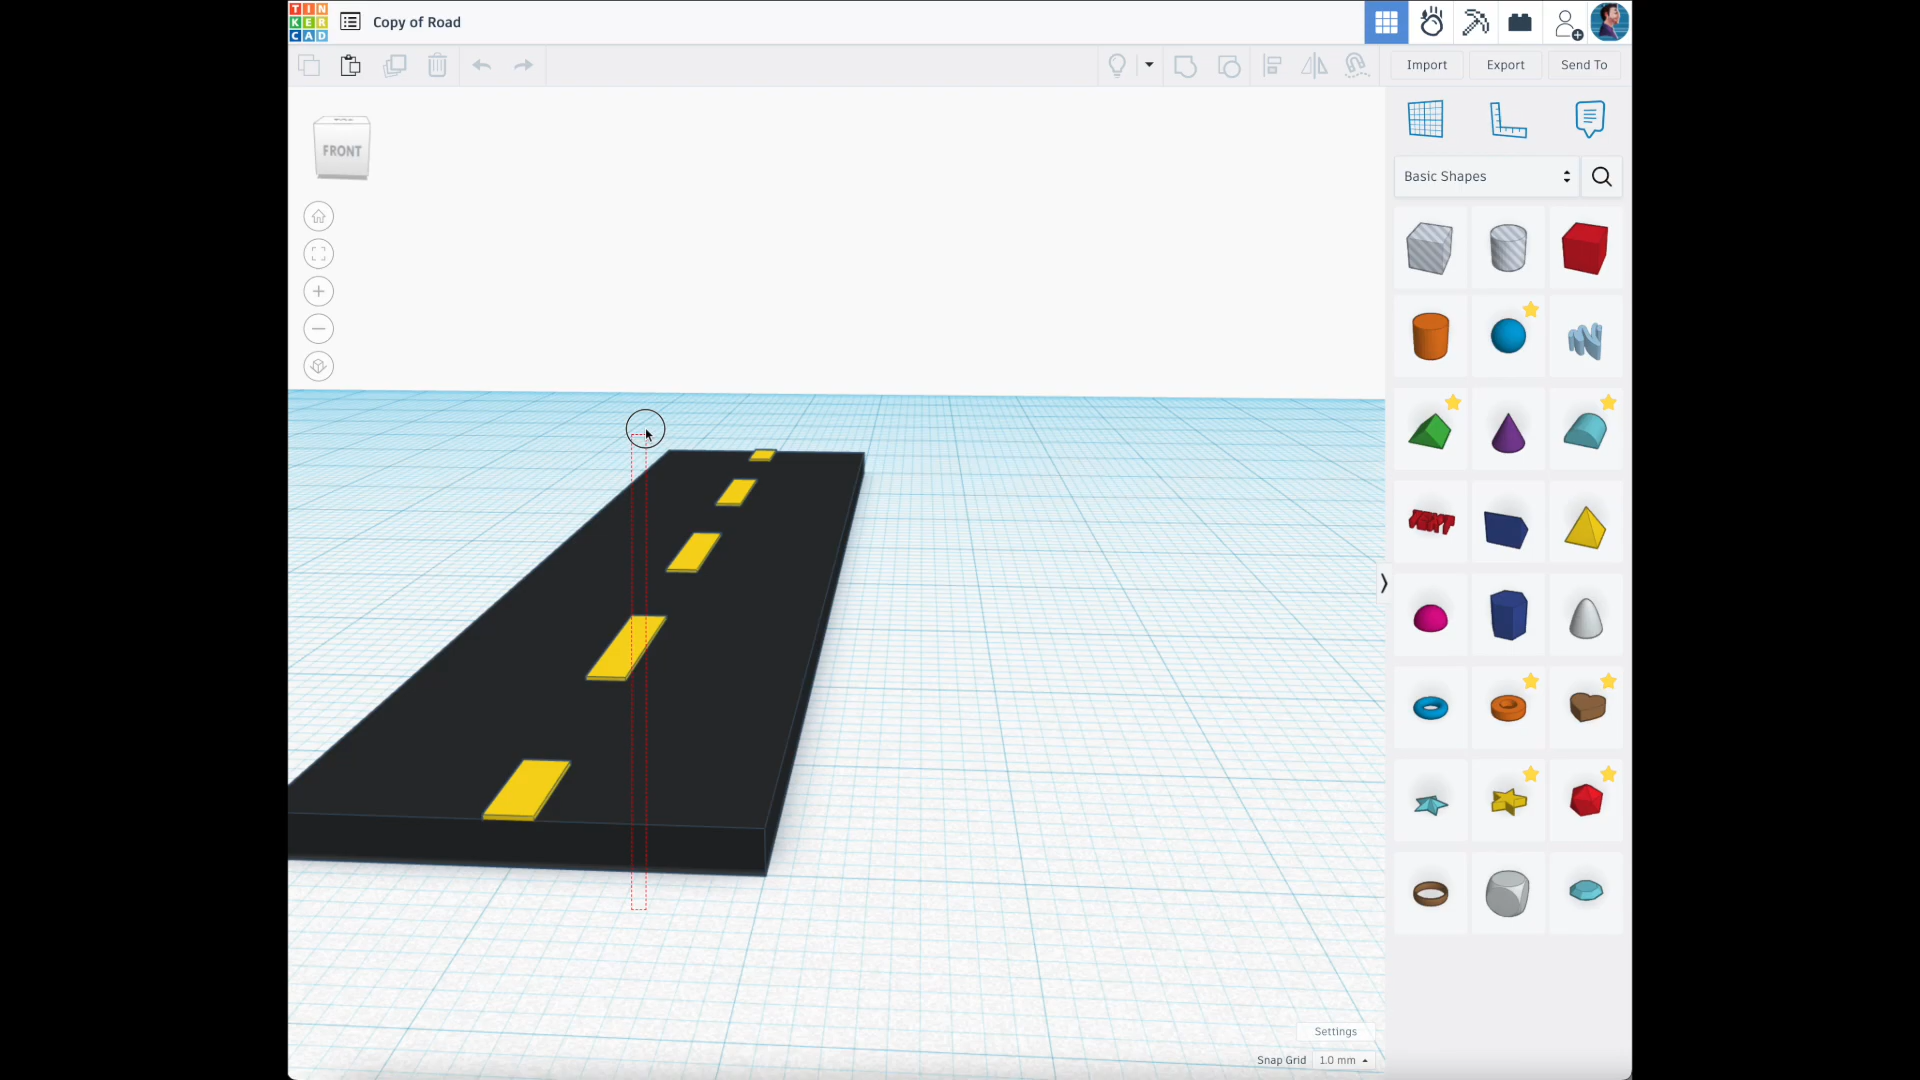 TIN
KER
CAD
Copy of Road
Import
Export
Send To
FRONT
Basic Shapes
TEXT
Settings
Snap Grid 1.0 mm